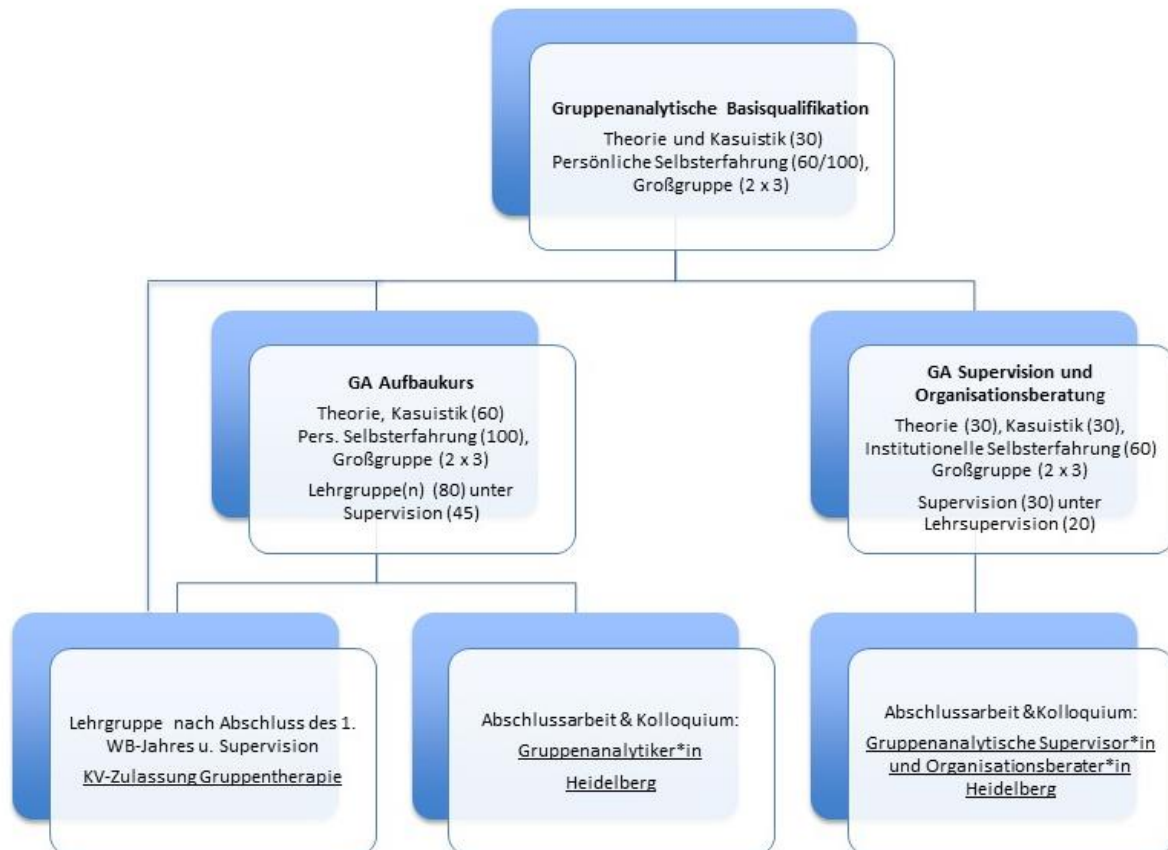 Gruppenanalytische Basisqualifikation
Theorie und Kasuistik (30)
Persönliche Selbsterfahrung (60/100),
Großgruppe (2 x 3)
GA Aufbaukurs
Theorie, Kasuistik (60)
Pers. Selbsterfahrung (100),
Großgruppe (2 x 3)
Lehrgruppe(n) (80) unter
Supervision (45)
GA Supervision und
Organisationsberatung
Theorie (30), Kasuistik (30),
Institutionelle Selbsterfahrung (60)
Großgruppe (2 x 3)
Supervision (30) unter
Lehrsupervision (20)
Lehrgruppe nach Abschluss des 1.
WB-Jahres u. Supervision
KV-Zulassung Gruppentherapie
Abschlussarbeit & Kolloquium:
Gruppenanalytiker*in
Heidelberg
Abschlussarbeit &Kolloquium:
Gruppenanalytische Supervisor*in
und Organisationsberater*in
Heidelberg